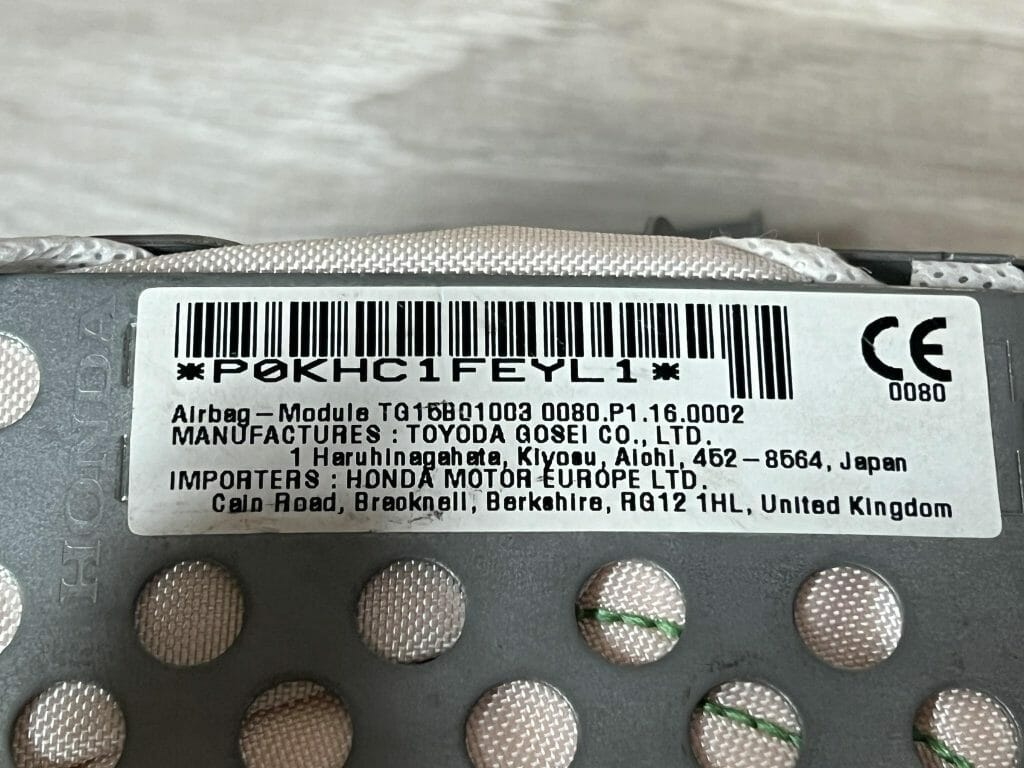 *P0KHC1FEYL1*
CE
0080
Airbag-Module TG15B01003 0080.P1.16.0002
MANUFACTURES : TOYODA GOSEI CO., LTD.
1 Haruhinagahata, Kiyosu, Aichi, 452-8564, Japan
IMPORTERS : HONDA MOTOR EUROPE LTD.
Cain Road, Bracknell, Berkshire, RG12 1HL, United Kingdom
HONDA